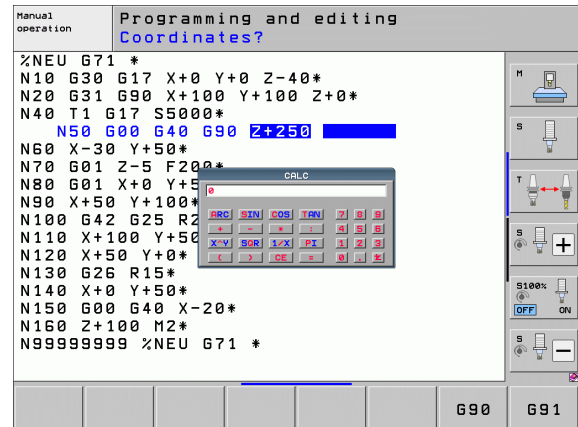 Manual
operation
Programming and editing
Coordinates?
%NEU G71 *
N10 G30 G17 X+0 Y+0 Z-40*
N20 G31 G90 X+100 Y+100 Z+0*
N40 T1 G17 S5000*
N50 G00 G40 G90 Z+250
N60 X-30 Y+50*
N70 G01 Z-5 F200*
N80 G01 X+0 Y+5
N90 X+50 Y+100*
N100 G42 G25 R2
N110 X+100 Y+50
N120 X+50 Y+0*
N130 G26 R15*
N140 X+0 Y+50*
N150 G00 G40 X-20*
N160 Z+100 M2*
N99999999 %NEU G71 *
CALC
0
ARC SIN COS TAN 7 8 9
+ - * : 4 5 6
X^Y SQR 1/X PI 1 2 3
( ) CE = 0 . ±
M
S
T
S
+
S100%
OFF ON
S
-
G90 G91